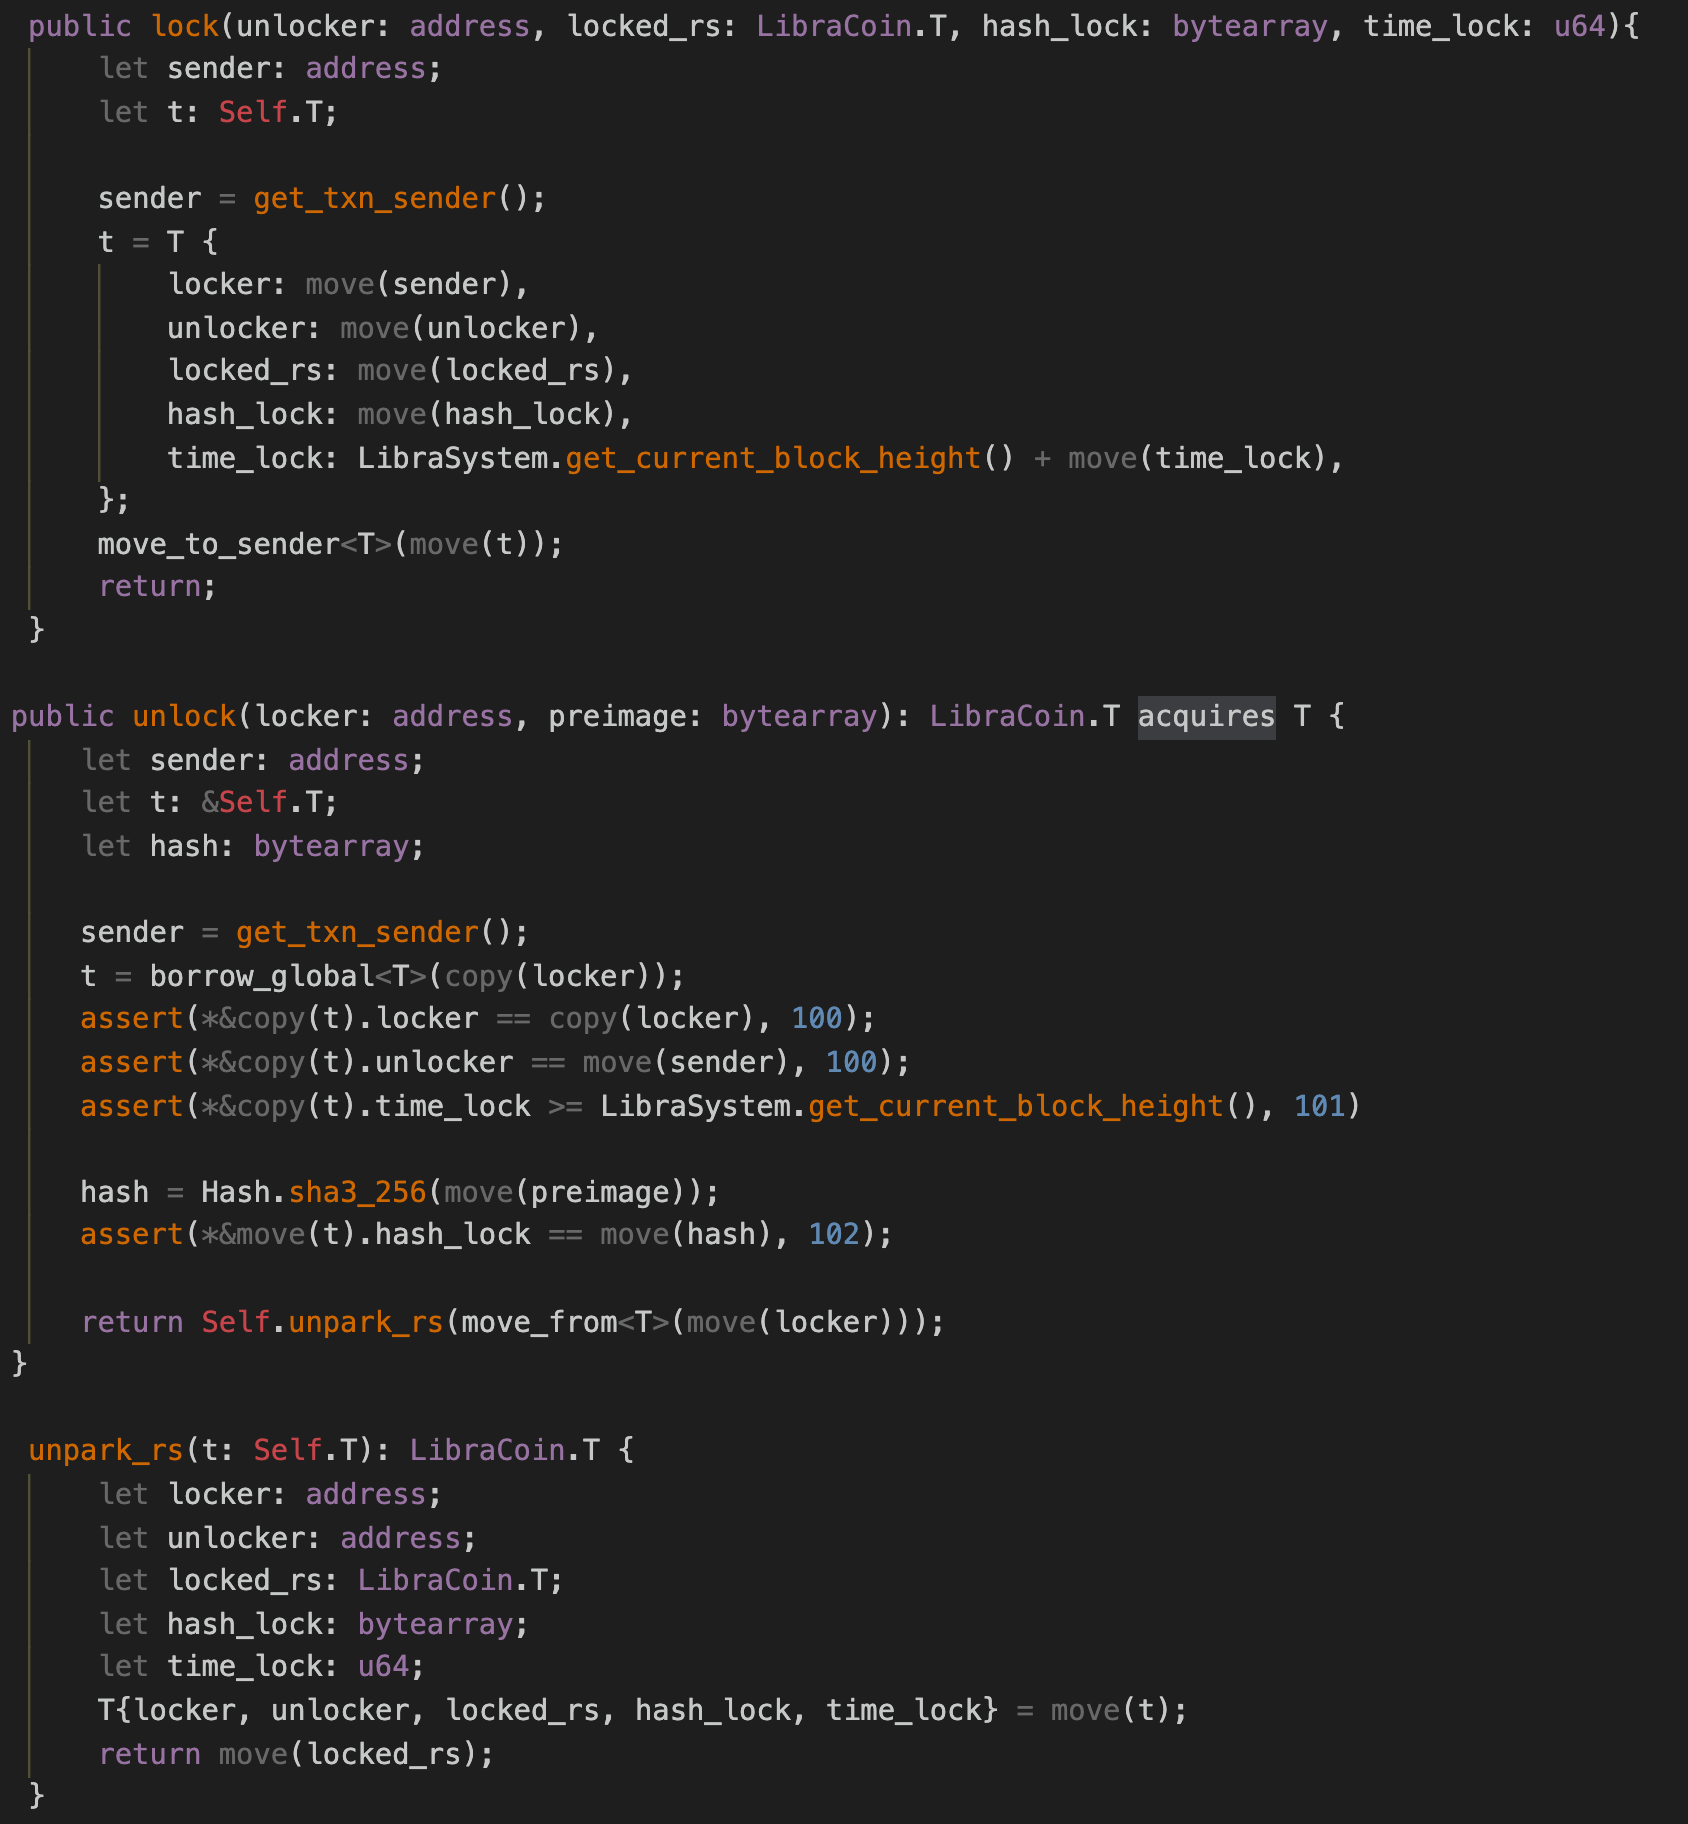 public lock(unlocker: address, locked_rs: LibraCoin.T, hash_lock: bytearray, time_lock: u64){
    let sender: address;
    let t: Self.T;

    sender = get_txn_sender();
    t = T {
        locker: move(sender),
        unlocker: move(unlocker),
        locked_rs: move(locked_rs),
        hash_lock: move(hash_lock),
        time_lock: LibraSystem.get_current_block_height() + move(time_lock),
    };
    move_to_sender<T>(move(t));
    return;
}

public unlock(locker: address, preimage: bytearray): LibraCoin.T acquires T {
    let sender: address;
    let t: &Self.T;
    let hash: bytearray;

    sender = get_txn_sender();
    t = borrow_global<T>(copy(locker));
    assert(*&copy(t).locker == copy(locker), 100);
    assert(*&copy(t).unlocker == move(sender), 100);
    assert(*&copy(t).time_lock >= LibraSystem.get_current_block_height(), 101)

    hash = Hash.sha3_256(move(preimage));
    assert(*&move(t).hash_lock == move(hash), 102);

    return Self.unpark_rs(move_from<T>(move(locker)));
}

unpark_rs(t: Self.T): LibraCoin.T {
    let locker: address;
    let unlocker: address;
    let locked_rs: LibraCoin.T;
    let hash_lock: bytearray;
    let time_lock: u64;
    T{locker, unlocker, locked_rs, hash_lock, time_lock} = move(t);
    return move(locked_rs);
}